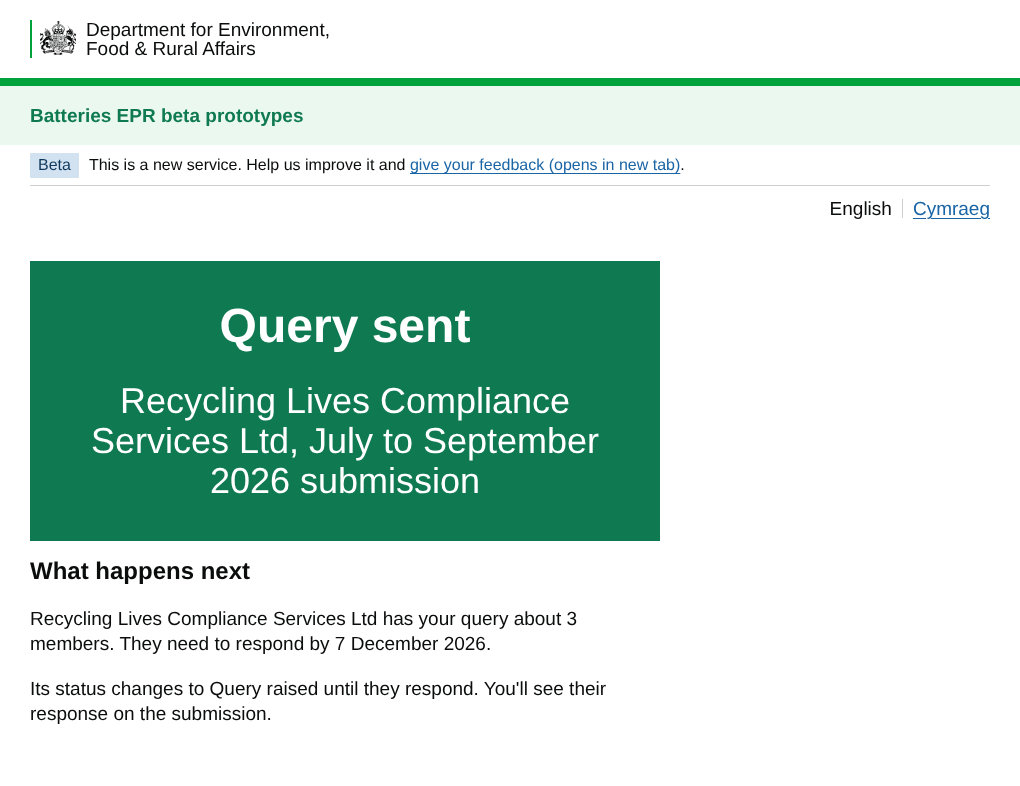 Department for Environment,
Food & Rural Affairs
Batteries EPR beta prototypes
Beta This is a new service. Help us improve it and give your feedback (opens in new tab).
English Cymraeg
Query sent
Recycling Lives Compliance
Services Ltd, July to September
2026 submission
What happens next
Recycling Lives Compliance Services Ltd has your query about 3
members. They need to respond by 7 December 2026.
Its status changes to Query raised until they respond. You'll see their
response on the submission.